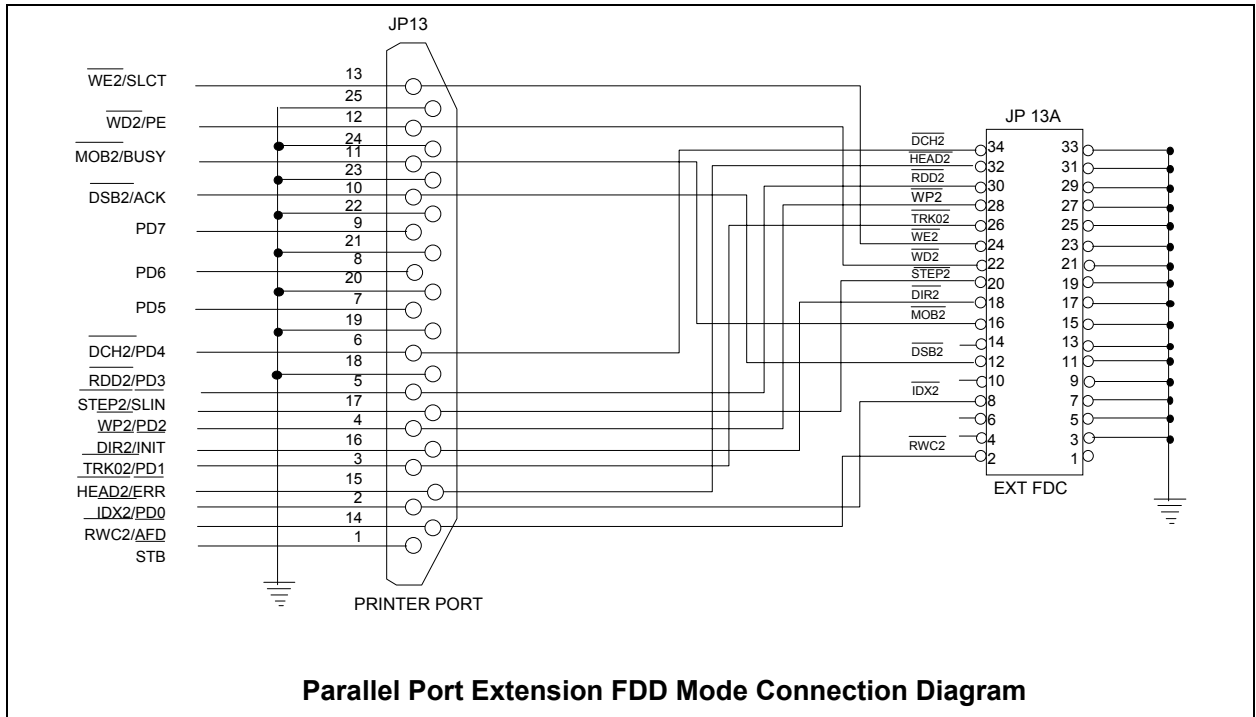 JP13
WE2/SLCT 13
25
WD2/PE 12
24
MOB2/BUSY 11
23
DSB2/ACK 10
22
PD7 9
21
PD6 8
20
PD5 7
19
DCH2/PD4 6
18
RDD2/PD3 5
STEP2/SLIN 17
WP2/PD2 4
DIR2/INIT 16
TRK02/PD1 3
HEAD2/ERR 15
IDX2/PD0 2
RWC2/AFD 14
STB 1
PRINTER PORT
JP 13A
DCH2 34 33
HEAD2 32 31
RDD2 30 29
WP2 28 27
TRK02 26 25
WE2 24 23
WD2 22 21
STEP2 20 19
DIR2 18 17
MOB2 16 15
14 13
DSB2 12 11
10 9
IDX2 8 7
6 5
4 3
RWC2 2 1
EXT FDC
Parallel Port Extension FDD Mode Connection Diagram